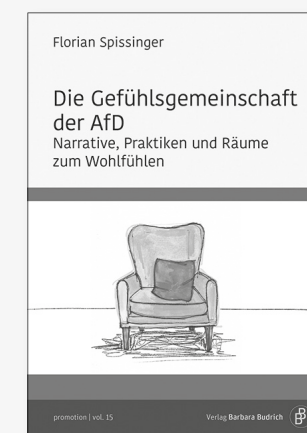 Florian Spissinger
Die Gefühlsgemeinschaft
der AfD
Narrative, Praktiken und Räume
zum Wohlfühlen
promotion | vol. 15
Verlag Barbara Budrich